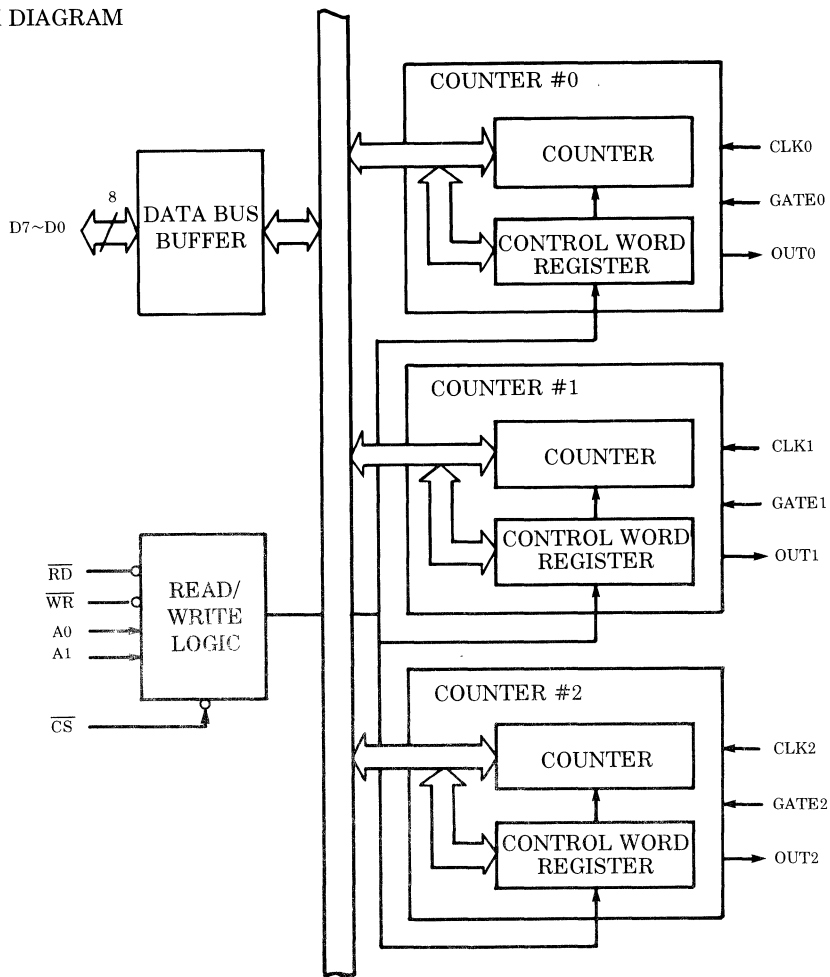 DIAGRAM
COUNTER #0
COUNTER
CONTROL WORD
REGISTER
CLK0
GATE0
OUT0
8
D7~D0
DATA BUS
BUFFER
COUNTER #1
COUNTER
CONTROL WORD
REGISTER
CLK1
GATE1
OUT1
RD
WR
A0
A1
CS
READ/
WRITE
LOGIC
COUNTER #2
COUNTER
CONTROL WORD
REGISTER
CLK2
GATE2
OUT2